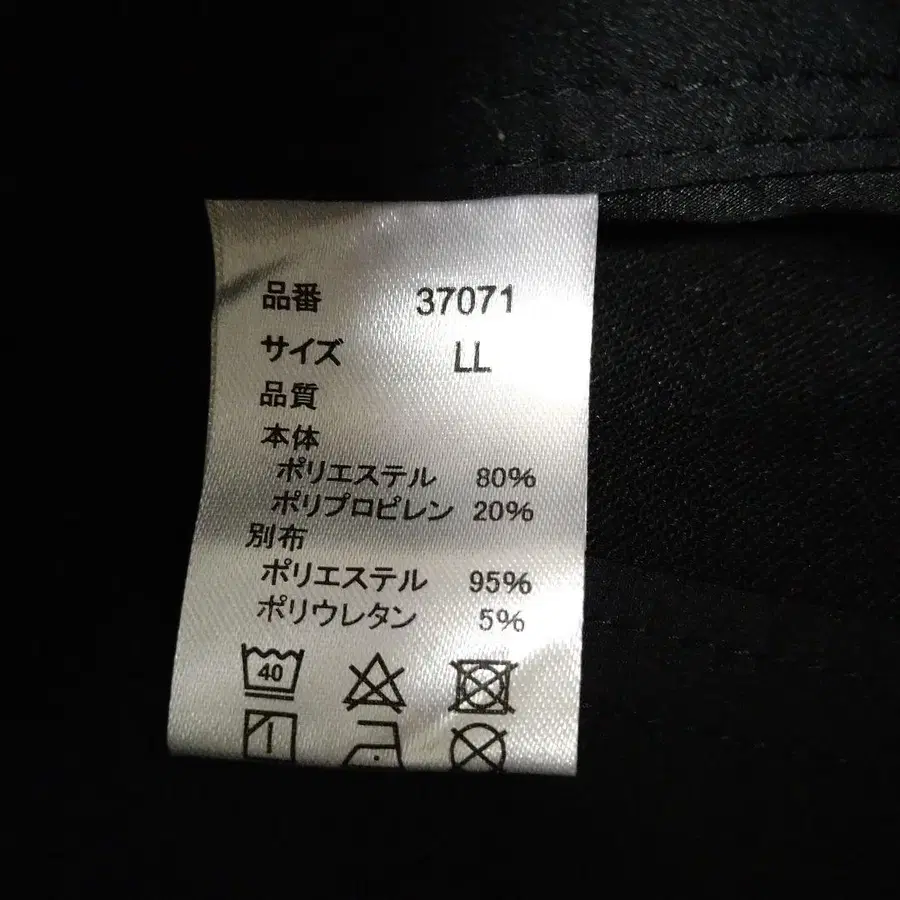 品番 37071
サイズ LL
品質
本体
ポリエステル 80%
ポリプロピレン 20%
別布
ポリエステル 95%
ポリウレタン 5%
40